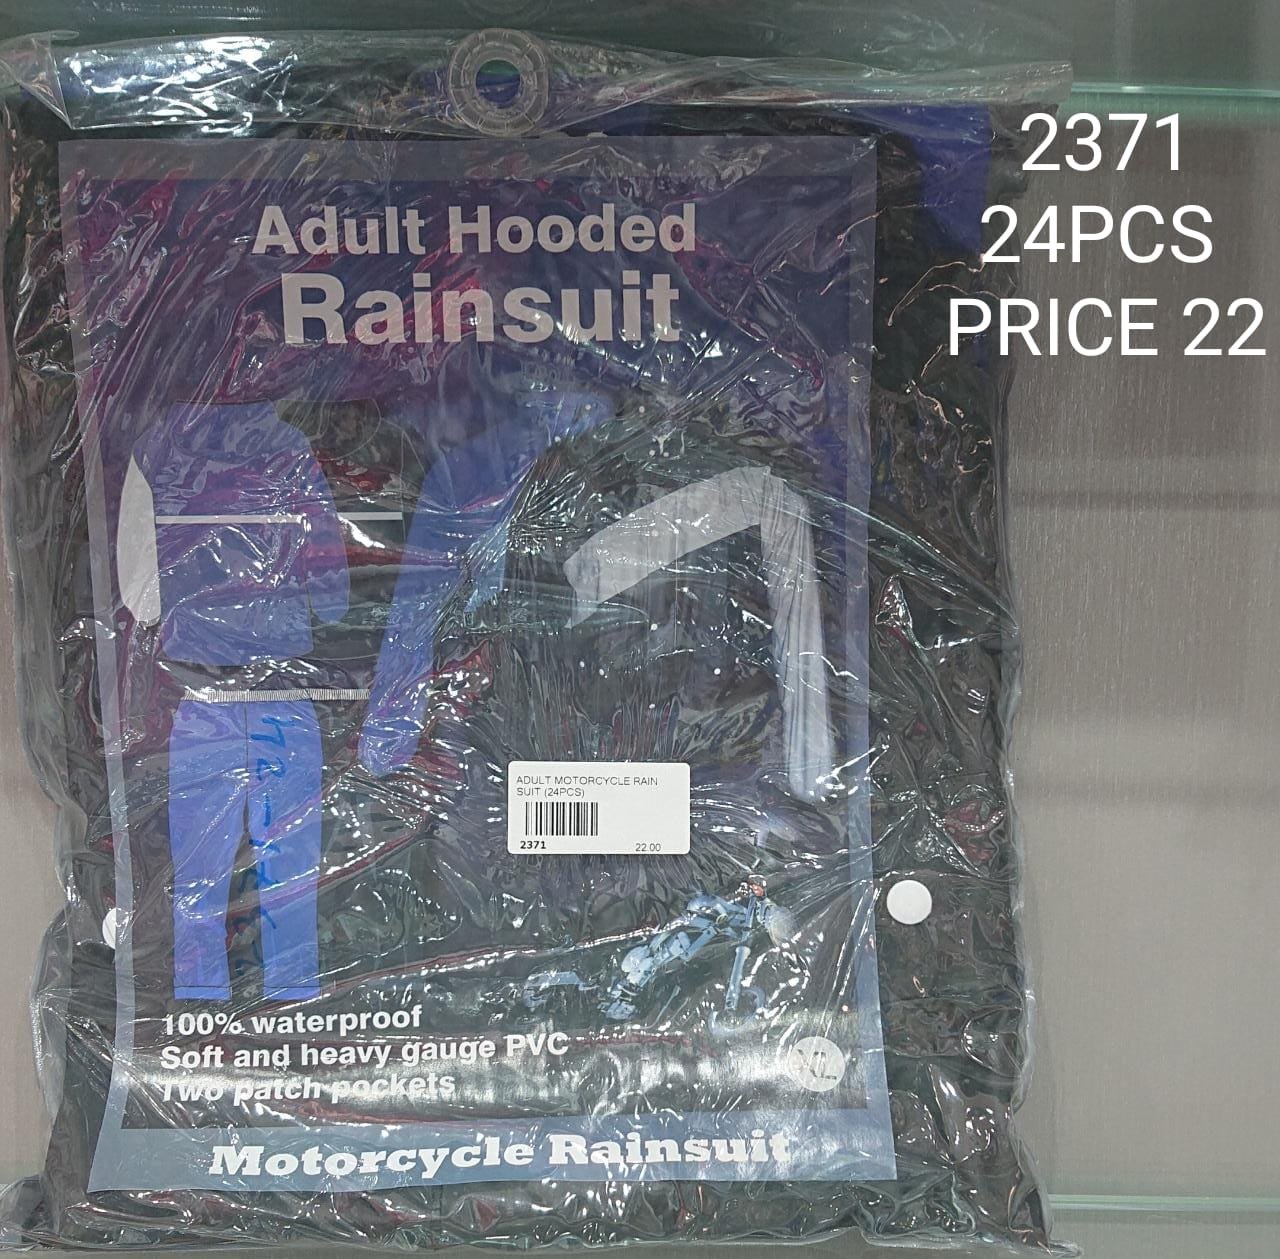 2371
24PCS
PRICE 22
Adult Hooded
Rainsuit
ADULT MOTORCYCLE RAIN
SUIT (24PCS)
2371 22.00
100% waterproof
Soft and heavy gauge PVC
Two patch pockets
XL
Motorcycle Rainsuit